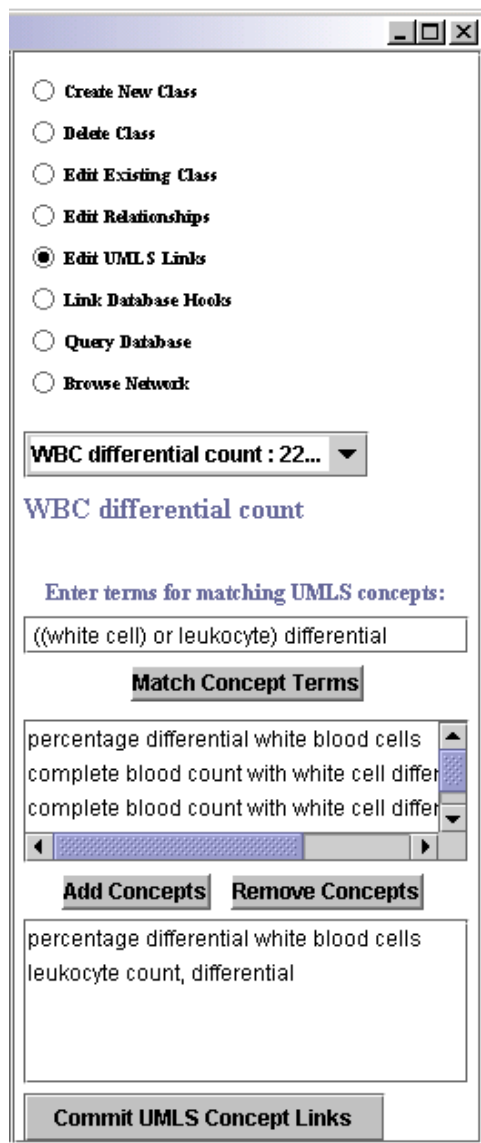 Create New Class
Delete Class
Edit Existing Class
Edit Relationships
Edit UMLS Links
Link Database Hooks
Query Database
Browse Network
WBC differential count : 22...
WBC differential count
Enter terms for matching UMLS concepts:
((white cell) or leukocyte) differential
Match Concept Terms
percentage differential white blood cells
complete blood count with white cell differ
complete blood count with white cell differ
Add Concepts Remove Concepts
percentage differential white blood cells
leukocyte count, differential
Commit UMLS Concept Links